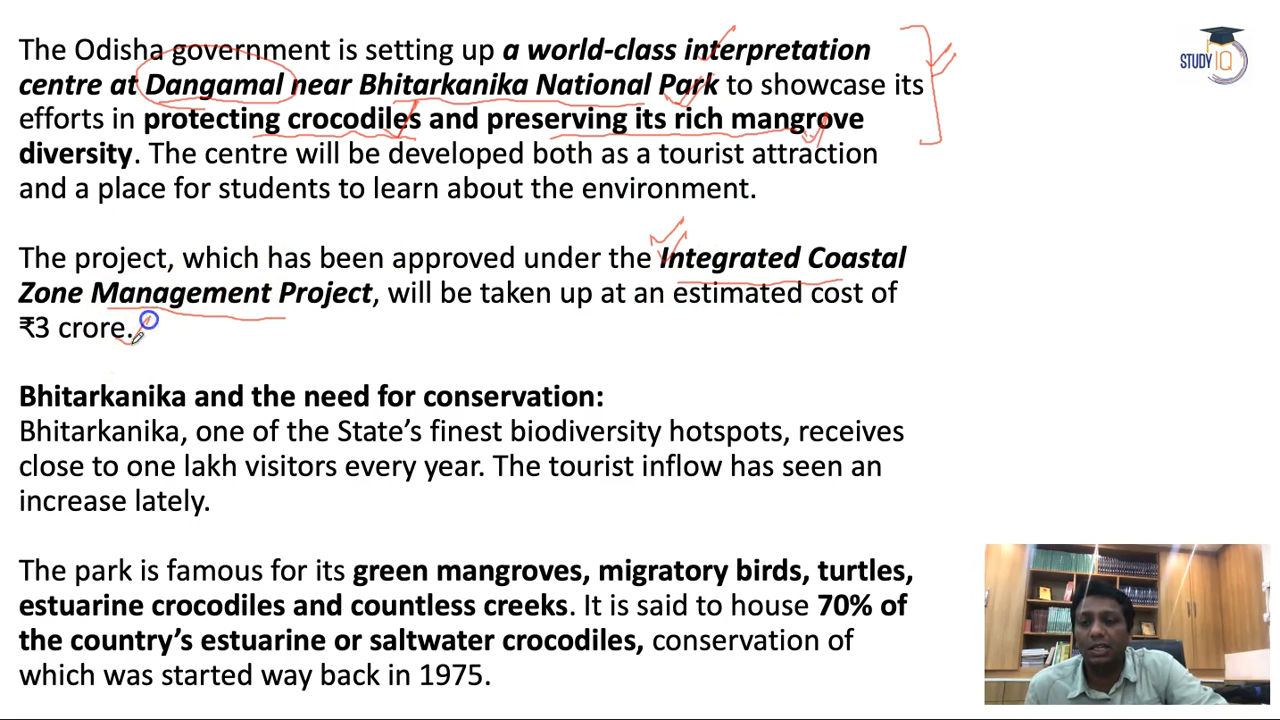 The Odisha government is setting up a world-class interpretation
centre at Dangamal near Bhitarkanika National Park to showcase its
efforts in protecting crocodiles and preserving its rich mangrove
diversity. The centre will be developed both as a tourist attraction
and a place for students to learn about the environment.
The project, which has been approved under the Integrated Coastal
Zone Management Project, will be taken up at an estimated cost of
₹3 crore.
Bhitarkanika and the need for conservation:
Bhitarkanika, one of the State's finest biodiversity hotspots, receives
close to one lakh visitors every year. The tourist inflow has seen an
increase lately.
The park is famous for its green mangroves, migratory birds, turtles,
estuarine crocodiles and countless creeks. It is said to house 70% of
the country's estuarine or saltwater crocodiles, conservation of
which was started way back in 1975.
STUDY IQ